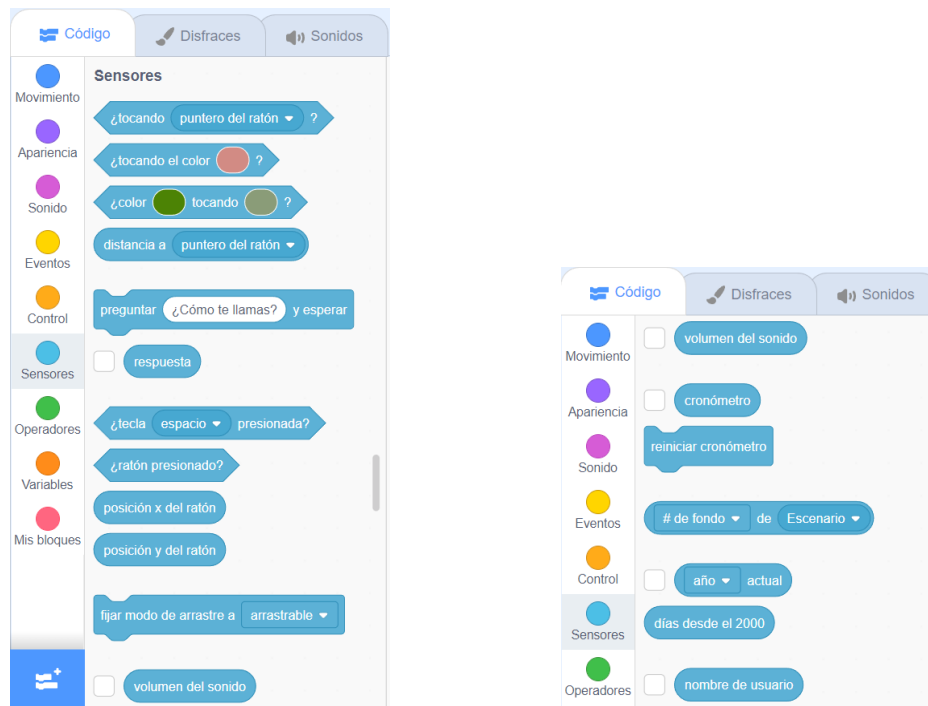 Código Disfraces Sonidos
Sensores
Movimiento
Apariencia
Sonido
Eventos
Control
Sensores
Operadores
Variables
Mis bloques
¿tocando puntero del ratón ?
¿tocando el color ?
¿color tocando ?
distancia a puntero del ratón
preguntar ¿Cómo te llamas? y esperar
respuesta
¿tecla espacio presionada?
¿ratón presionado?
posición x del ratón
posición y del ratón
fijar modo de arrastre a arrastrable
volumen del sonido
Código Disfraces Sonidos
Movimiento
Apariencia
Sonido
Eventos
Control
Sensores
Operadores
volumen del sonido
cronómetro
reiniciar cronómetro
# de fondo de Escenario
año actual
días desde el 2000
nombre de usuario